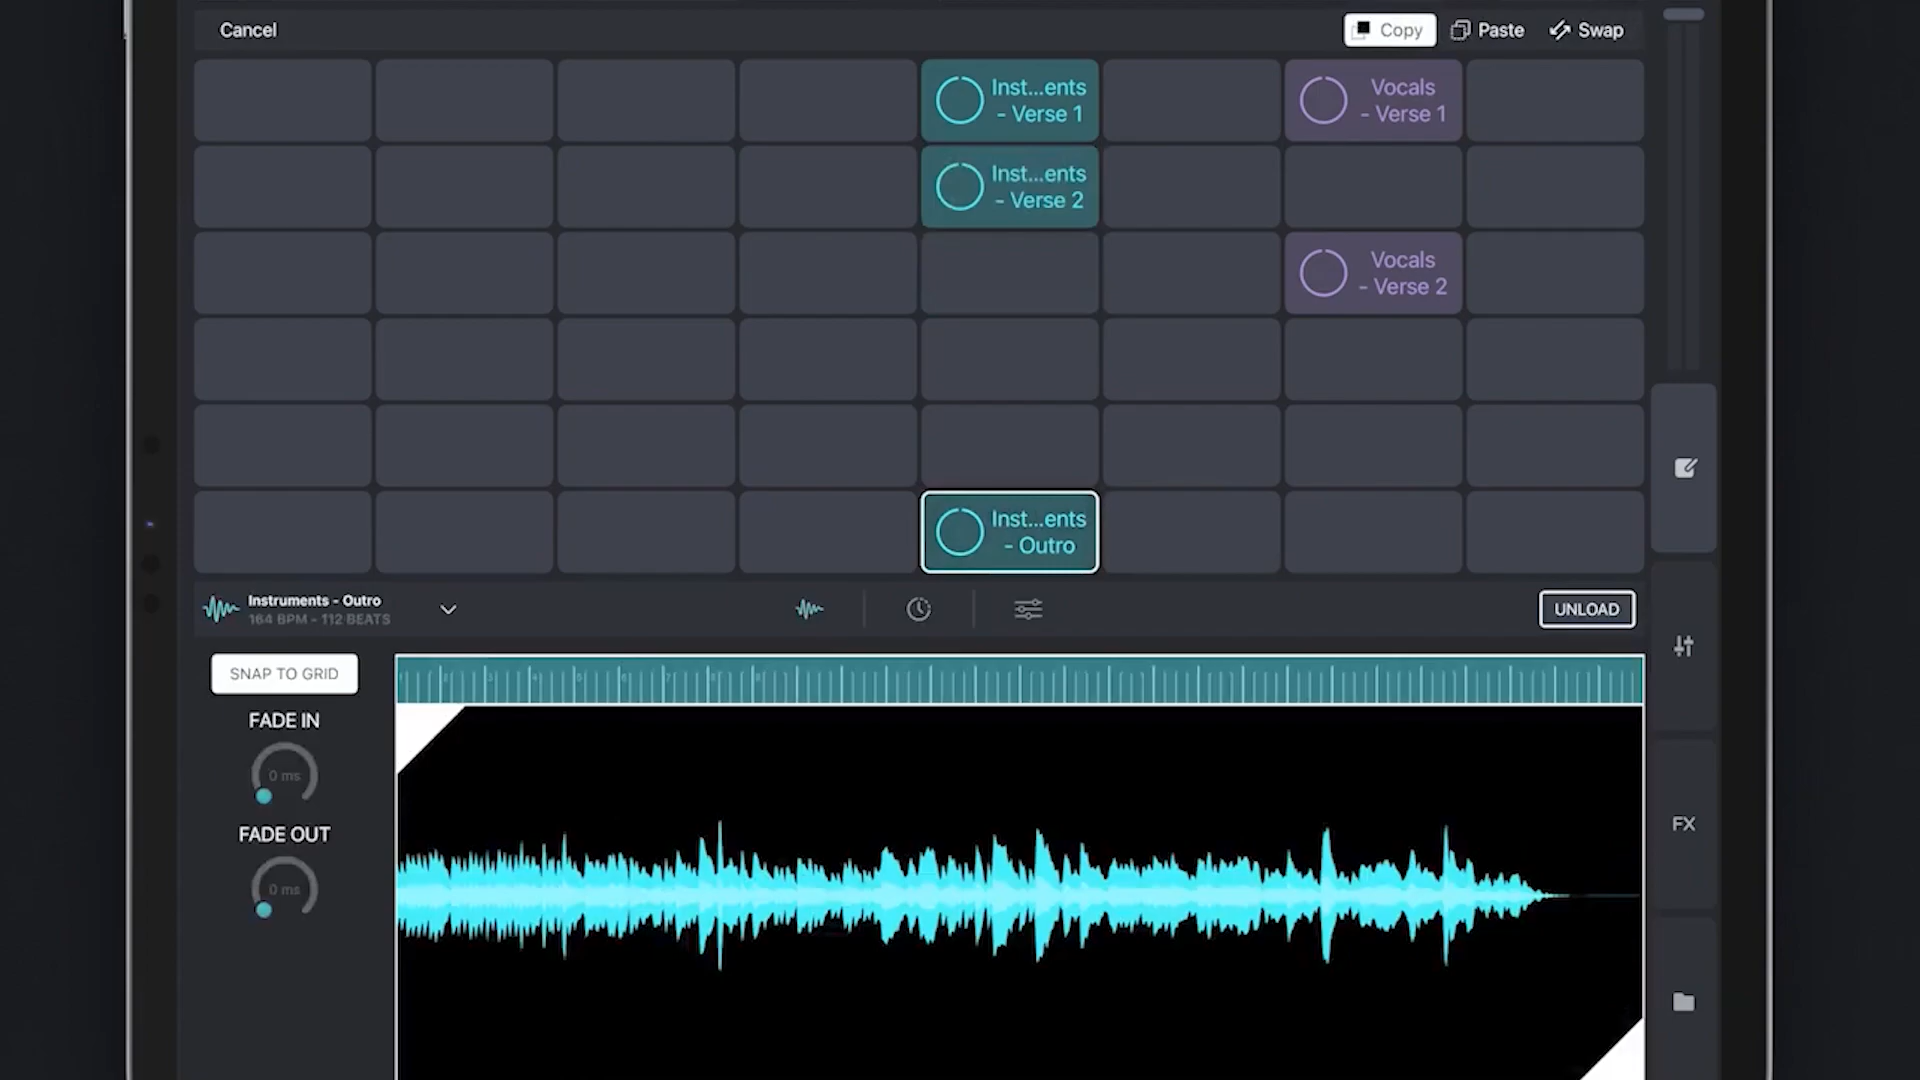 Cancel
Copy
Paste
Swap
Inst...ents
- Verse 1
Vocals
- Verse 1
Inst...ents
- Verse 2
Vocals
- Verse 2
Inst...ents
- Outro
Instruments - Outro
164 BPM - 112 BEATS
UNLOAD
SNAP TO GRID
FADE IN
0 ms
FADE OUT
0 ms
FX